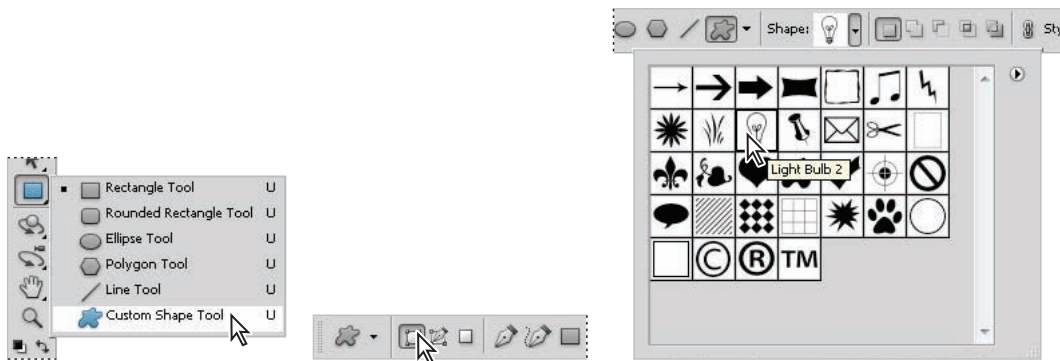 Rectangle Tool U
Rounded Rectangle Tool U
Ellipse Tool U
Polygon Tool U
Line Tool U
Custom Shape Tool U
Shape:
Sty
Light Bulb 2
© ® TM